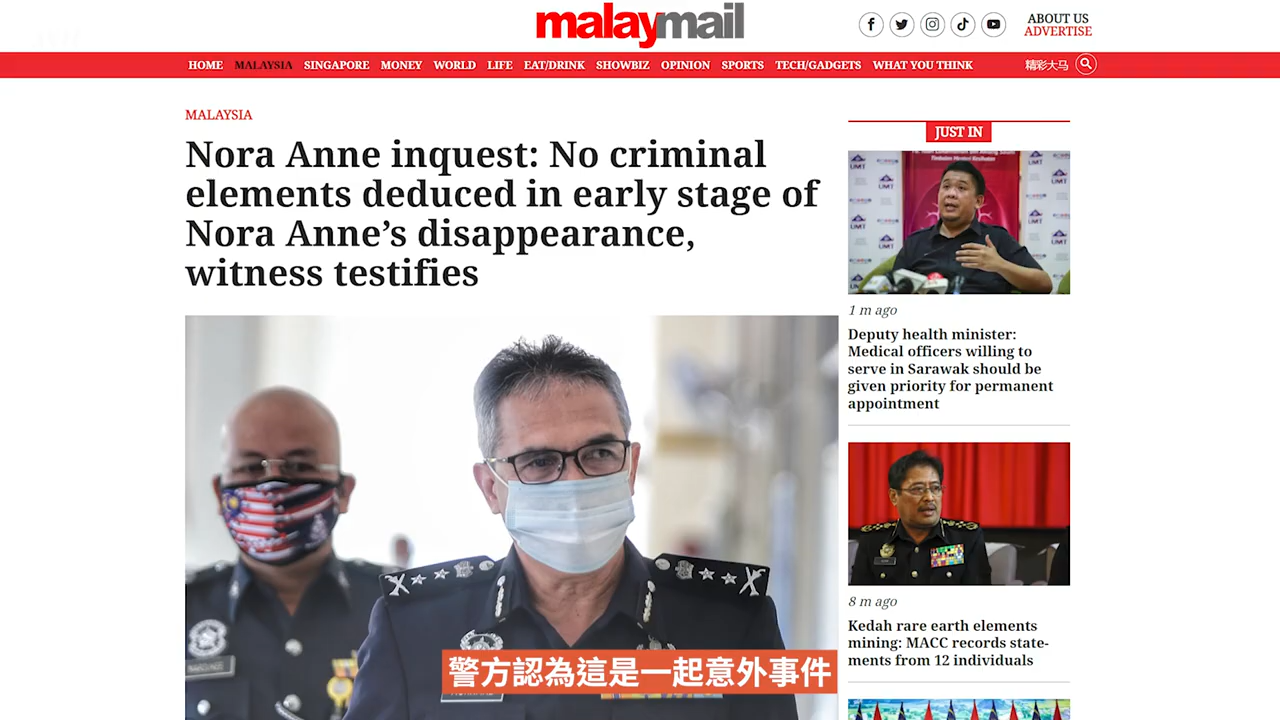 malaymail
ABOUT US
ADVERTISE
HOME MALAYSIA SINGAPORE MONEY WORLD LIFE EAT/DRINK SHOWBIZ OPINION SPORTS TECH/GADGETS WHAT YOU THINK 精彩大马
MALAYSIA
Nora Anne inquest: No criminal
elements deduced in early stage of
Nora Anne’s disappearance,
witness testifies
警方認為這是一起意外事件
JUST IN
UMT
UMT
UMT
UMT
1 m ago
Deputy health minister:
Medical officers willing to
serve in Sarawak should be
given priority for permanent
appointment
8 m ago
Kedah rare earth elements
mining: MACC records state-
ments from 12 individuals